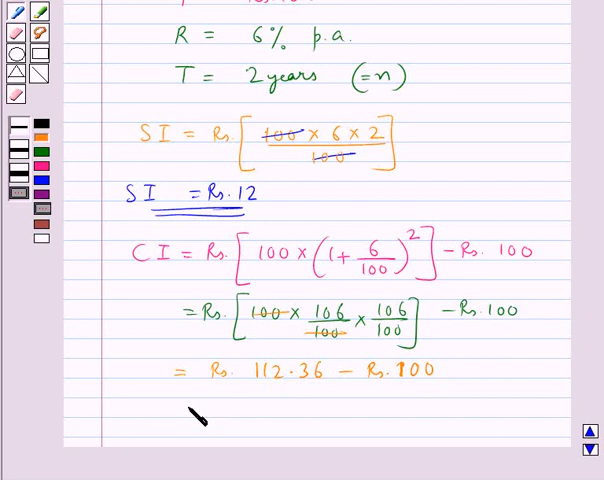 R = 6% p.a.
T = 2 years (=n)
SI = Rs. [100 × 6 × 2 / 100]
SI = Rs. 12
CI = Rs. [100 × (1 + 6/100)²] - Rs. 100
= Rs. [100 × 106/100 × 106/100] - Rs. 100
= Rs. 112.36 - Rs. 100